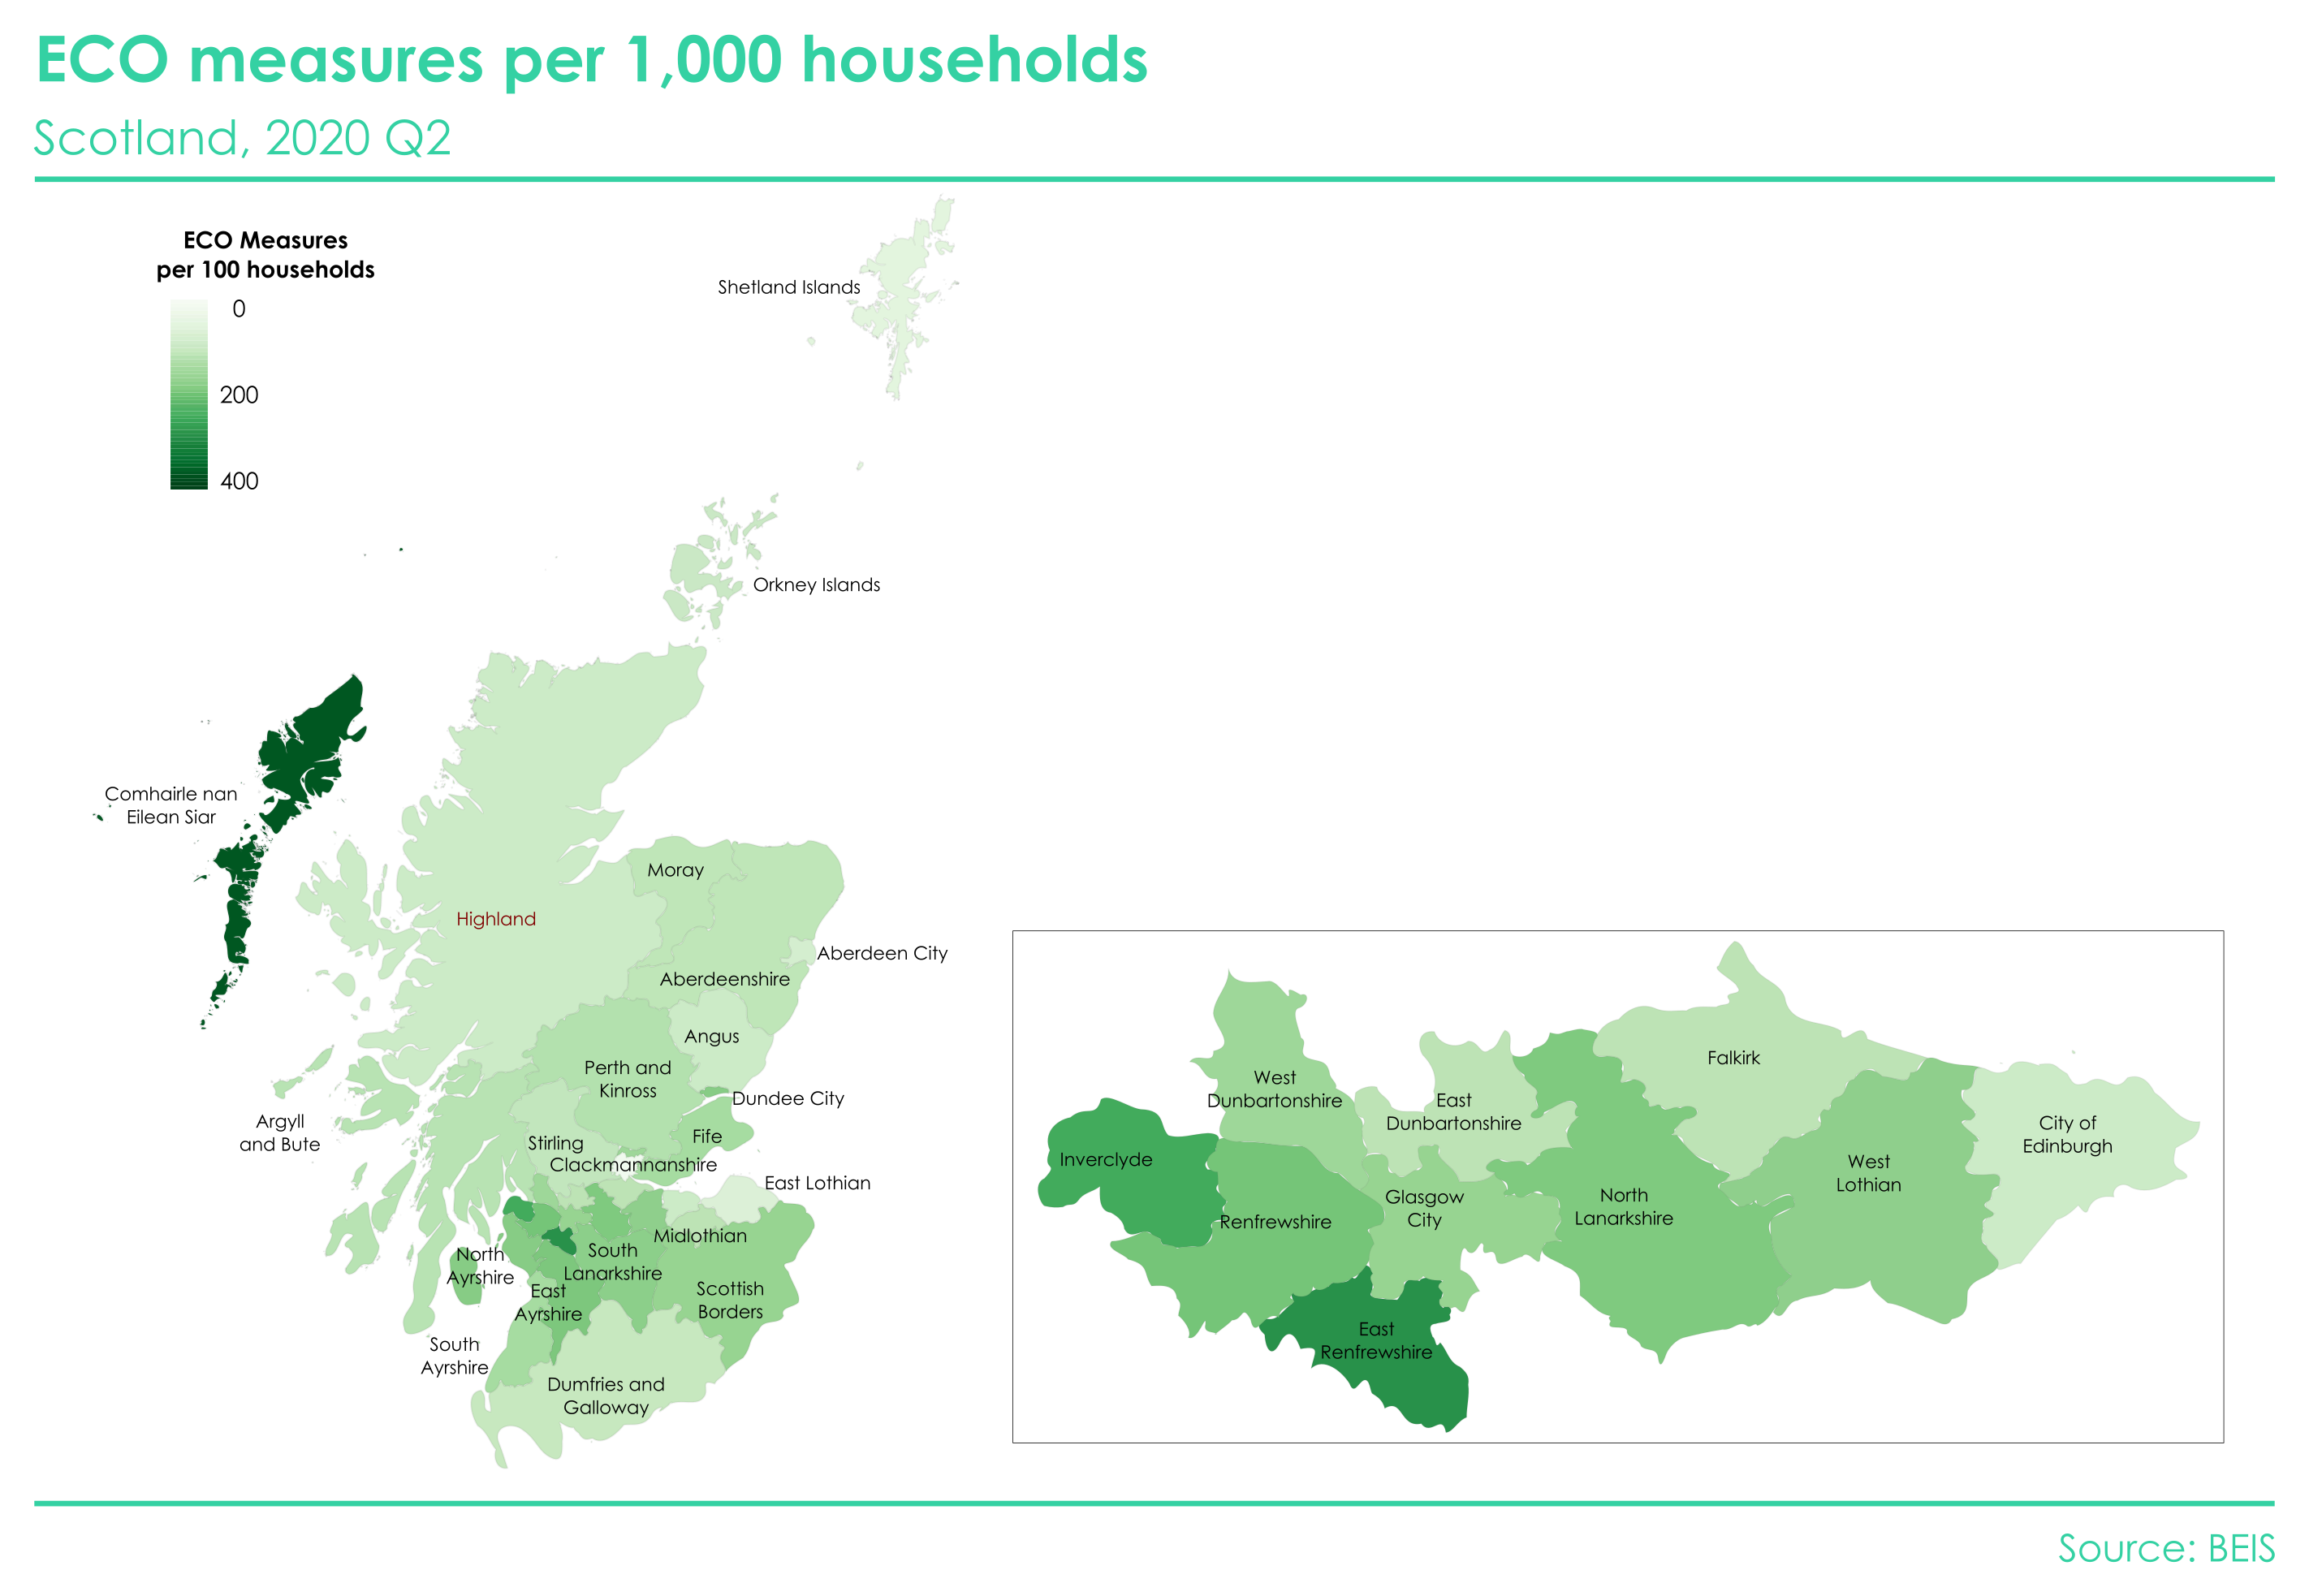 ECO measures per 1,000 households
Scotland, 2020 Q2
ECO Measures
per 100 households
0
200
400
Shetland Islands
Orkney Islands
Comhairle nan
Eilean Siar
Moray
Highland
Aberdeen City
Aberdeenshire
Angus
Perth and
Kinross
Dundee City
Argyll
and Bute
Fife
Stirling
Clackmannanshire
East Lothian
Midlothian
North
Ayrshire
South
Lanarkshire
East
Ayrshire
Scottish
Borders
South
Ayrshire
Dumfries and
Galloway
Falkirk
West
Dunbartonshire
East
Dunbartonshire
City of
Edinburgh
Inverclyde
West
Lothian
Renfrewshire
Glasgow
City
North
Lanarkshire
East
Renfrewshire
Source: BEIS